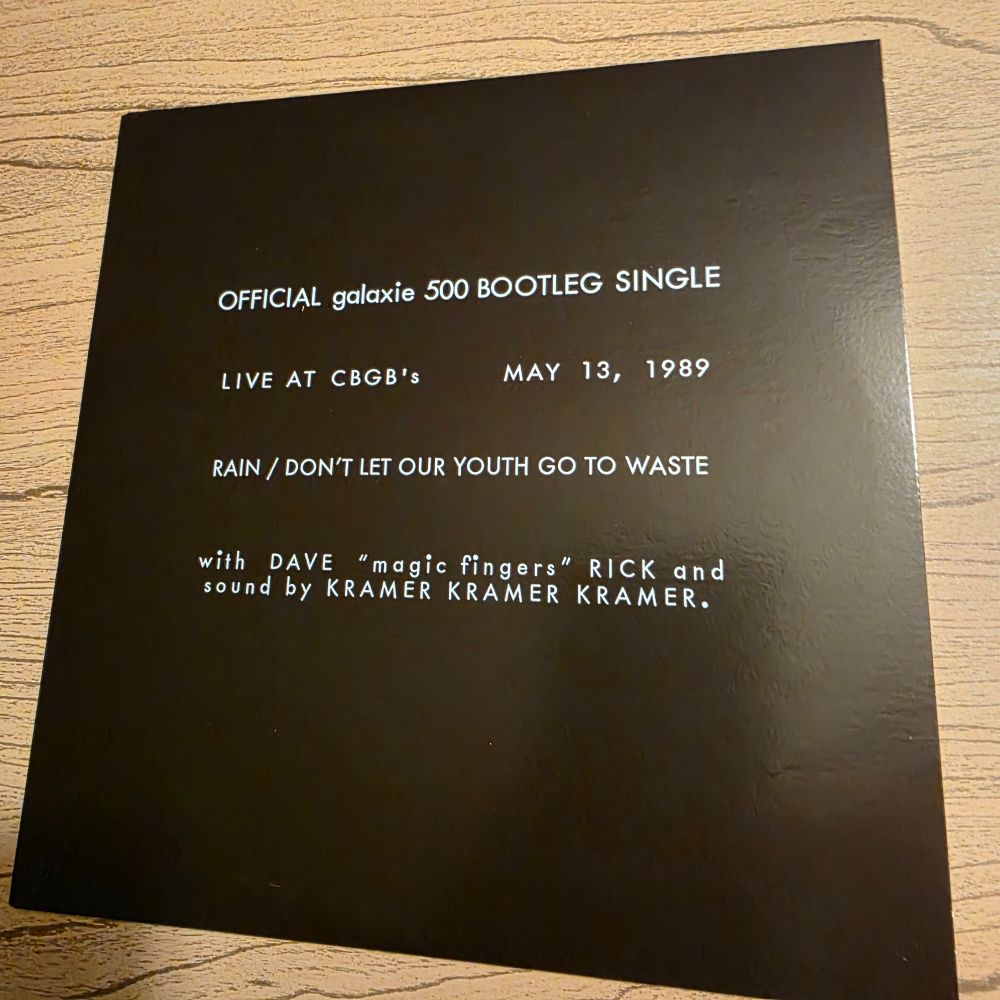 OFFICIAL galaxie 500 BOOTLEG SINGLE
LIVE AT CBGB's MAY 13, 1989
RAIN / DON'T LET OUR YOUTH GO TO WASTE
with DAVE "magic fingers" RICK and
sound by KRAMER KRAMER KRAMER.